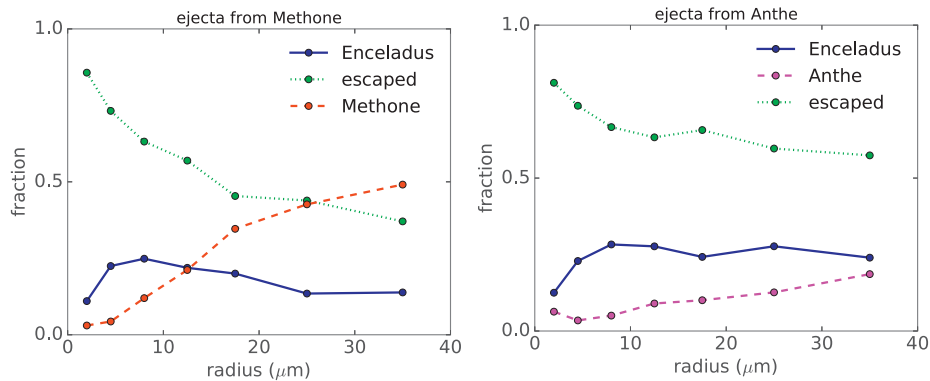 ejecta from Methone
1.0
0.5
0.0
fraction
Enceladus
escaped
Methone
0 10 20 30 40
radius (μm)
ejecta from Anthe
1.0
0.5
0.0
fraction
Enceladus
Anthe
escaped
0 10 20 30 40
radius (μm)